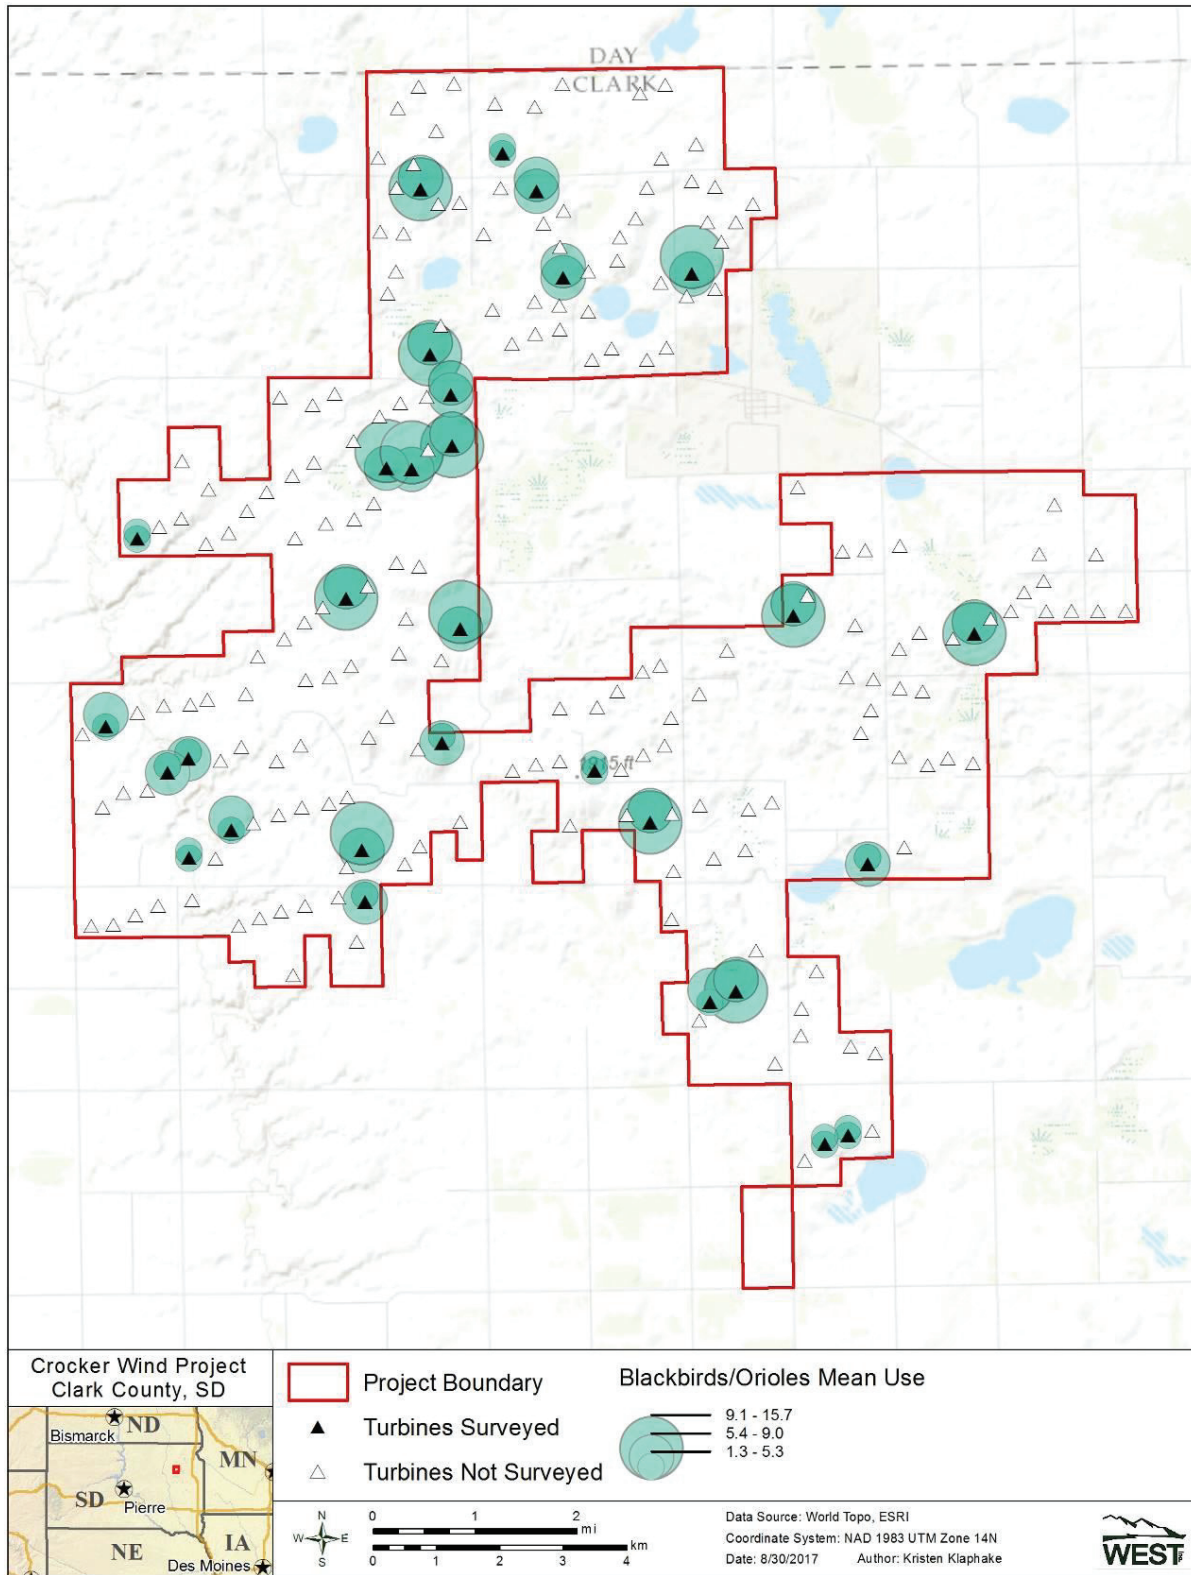 DAY
CLARK
1915 ft
Crocker Wind Project
Clark County, SD
ND
Bismarck
MN
SD
Pierre
IA
NE
Des Moines
Project Boundary
Turbines Surveyed
Turbines Not Surveyed
Blackbirds/Orioles Mean Use
9.1 - 15.7
5.4 - 9.0
1.3 - 5.3
N
W E
S
0 1 2
mi
km
0 1 2 3 4
Data Source: World Topo, ESRI
Coordinate System: NAD 1983 UTM Zone 14N
Date: 8/30/2017 Author: Kristen Klaphake
WEST